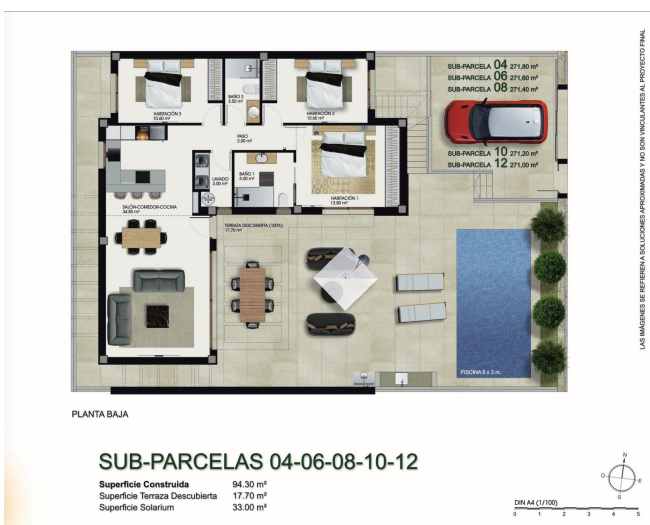 SUB-PARCELA 04 271,80 m²
SUB-PARCELA 06 271,60 m²
SUB-PARCELA 08 271,40 m²
SUB-PARCELA 10 271,20 m²
SUB-PARCELA 12 271,00 m²
HABITACIÓN 3
10.60 m²
BAÑO 2
3.50 m²
HABITACIÓN 2
10.60 m²
PASO
2.00 m²
LAVADO
3.00 m²
BAÑO 1
5.50 m²
HABITACIÓN 1
13.80 m²
SALÓN-COMEDOR-COCINA
34.80 m²
TERRAZA DESCUBIERTA (100%)
17.70 m²
PISCINA 6 x 3 m.
LAS IMÁGENES SE REFIEREN A SOLUCIONES APROXIMADAS Y NO SON VINCULANTES AL PROYECTO FINAL
PLANTA BAJA
SUB-PARCELAS 04-06-08-10-12
Superficie Construida 94.30 m²
Superficie Terraza Descubierta 17.70 m²
Superficie Solarium 33.00 m²
N
O E
S
DIN A4 (1/100)
0 1 2 3 4 5